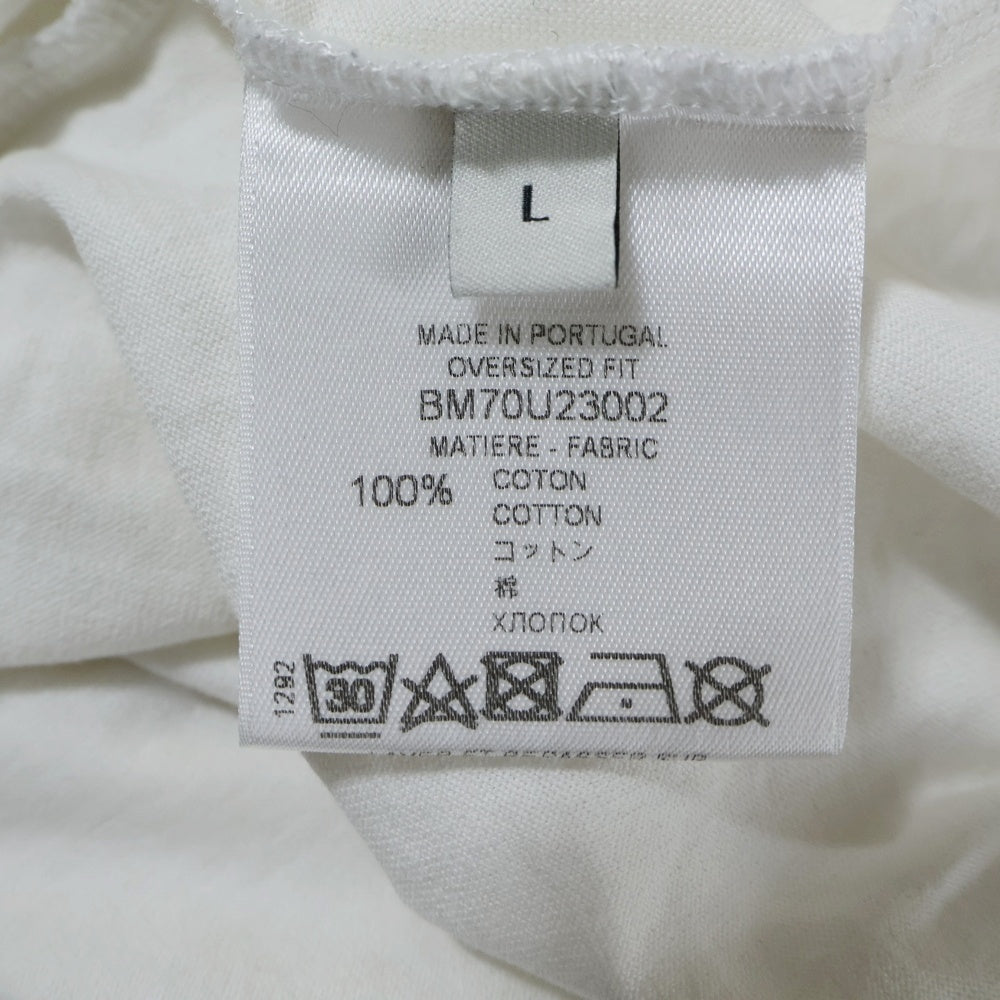 L
MADE IN PORTUGAL
OVERSIZED FIT
BM70U23002
MATIERE - FABRIC
100% COTON
COTTON
コットン
棉
ХЛОПОК
1292
30